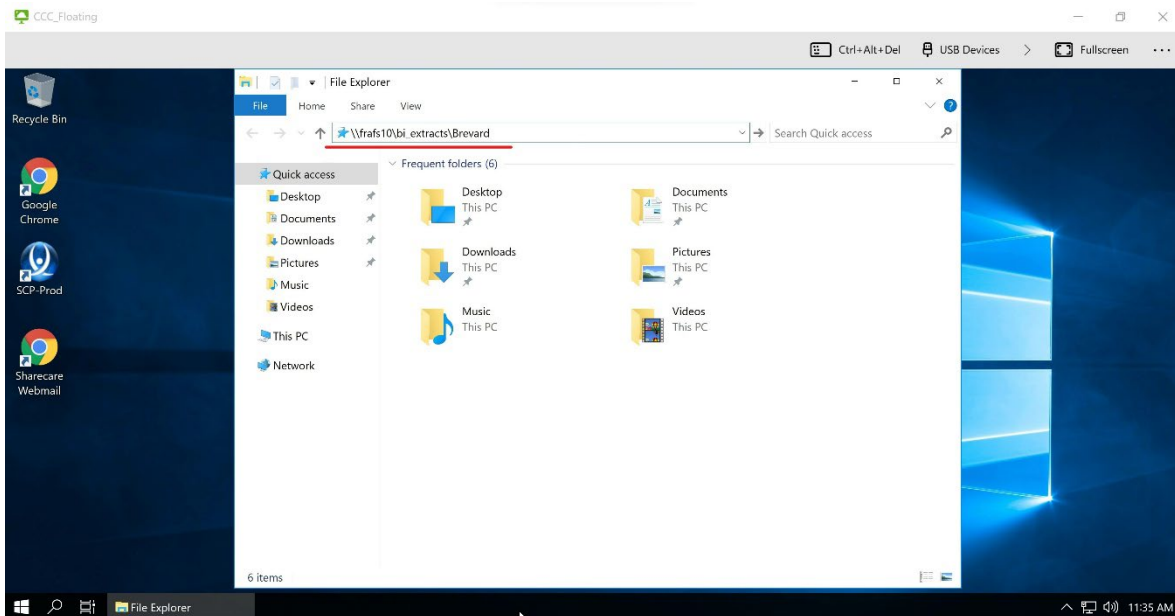 CCC_Floating
Ctrl+Alt+Del
USB Devices
Fullscreen
Recycle Bin
Google
Chrome
SCP-Prod
Sharecare
Webmail
File Explorer
File Home Share View
\\frafs10\bi_extracts\Brevard
Search Quick access
Quick access
Desktop
Documents
Downloads
Pictures
Music
Videos
This PC
Network
Frequent folders (6)
Desktop
This PC
Documents
This PC
Downloads
This PC
Pictures
This PC
Music
This PC
Videos
This PC
6 items
File Explorer
11:35 AM